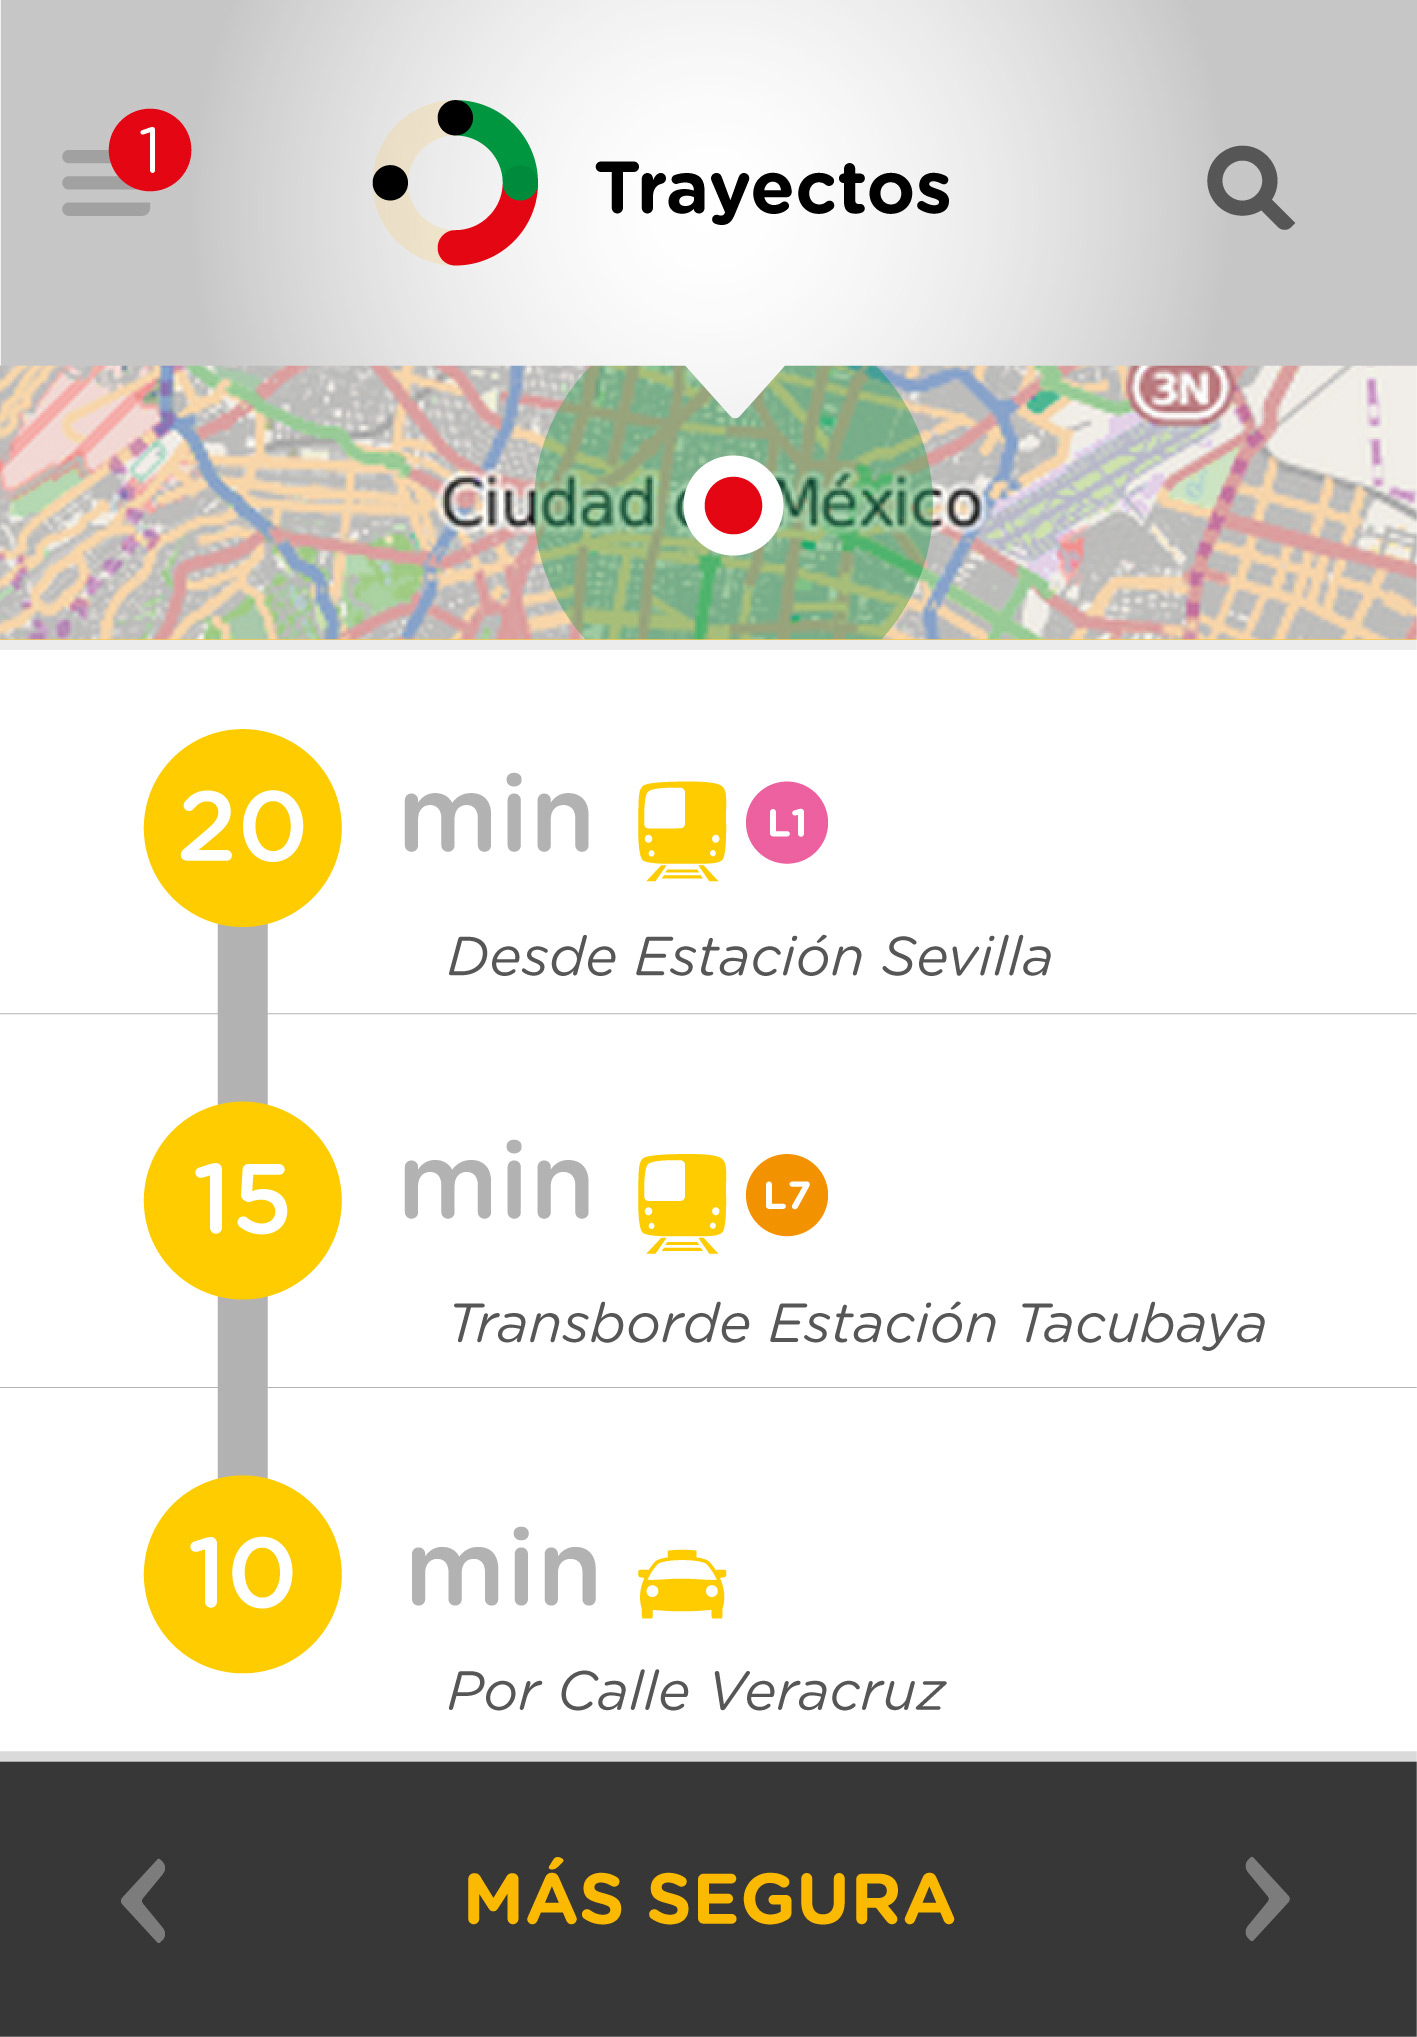 1
Trayectos
3N
Ciudad México
20 min L1
Desde Estación Sevilla
15 min L7
Transborde Estación Tacubaya
10 min
Por Calle Veracruz
MÁS SEGURA